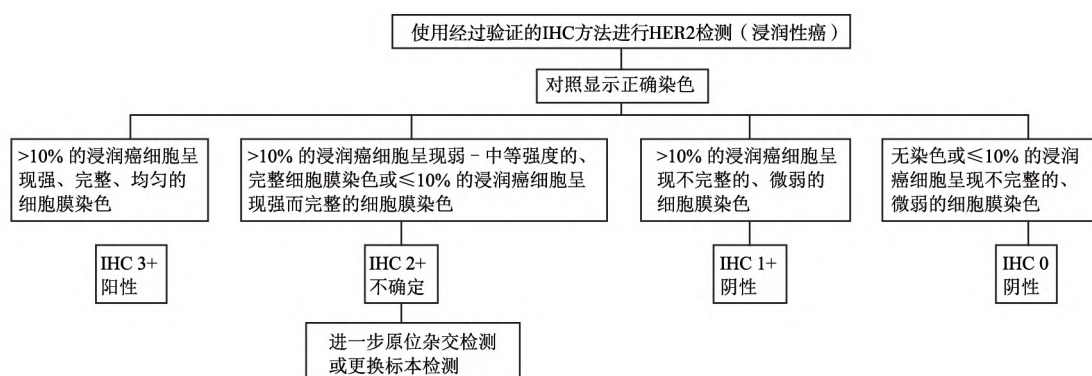 使用经过验证的IHC方法进行HER2检测（浸润性癌）
对照显示正确染色
>10% 的浸润癌细胞呈
现强、完整、均匀的
细胞膜染色
>10% 的浸润癌细胞呈现弱－中等强度的、
完整细胞膜染色或≤10% 的浸润癌细胞呈
现强而完整的细胞膜染色
>10% 的浸润癌细胞呈
现不完整的、微弱的
细胞膜染色
无染色或≤10% 的浸润
癌细胞呈现不完整的、
微弱的细胞膜染色
IHC 3+
阳性
IHC 2+
不确定
IHC 1+
阴性
IHC 0
阴性
进一步原位杂交检测
或更换标本检测